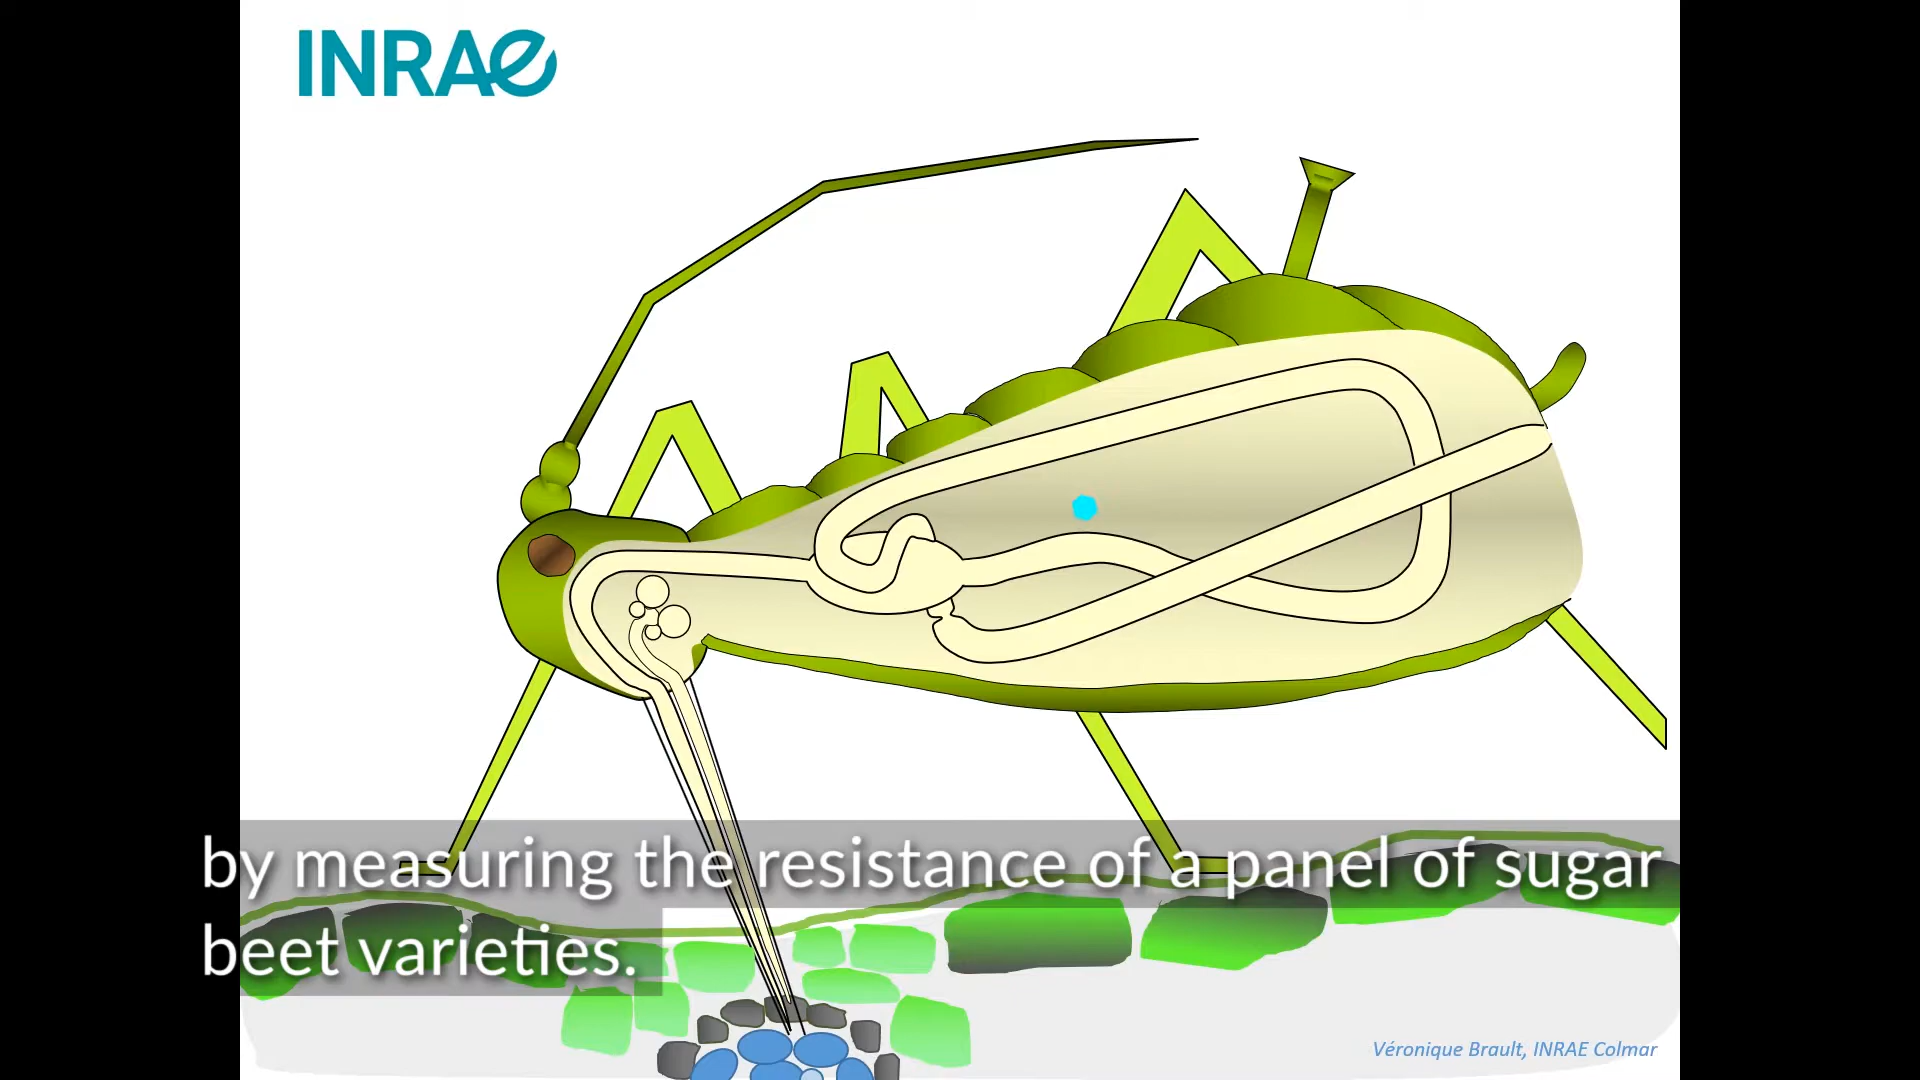 INRAE
by measuring the resistance of a panel of sugar
beet varieties.
Véronique Brault, INRAE Colmar